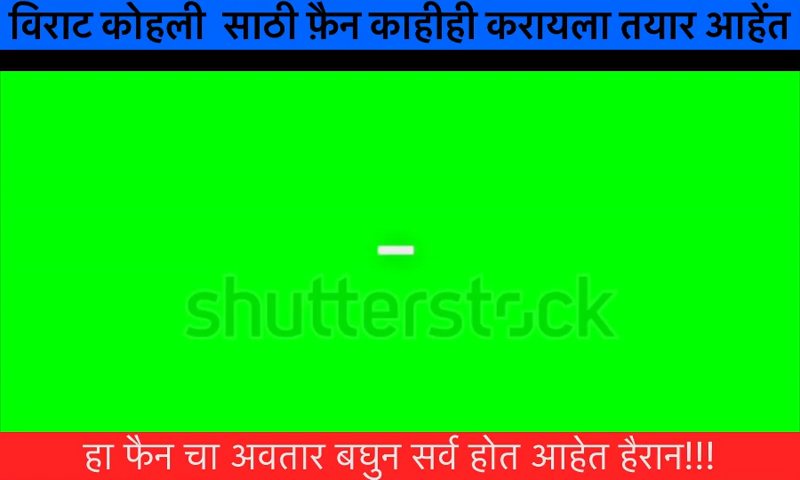 विराट कोहली साठी फ़ैन काहीही करायला तयार आहेंत
shutterstock
हा फैन चा अवतार बघुन सर्व होत आहेत हैरान!!!